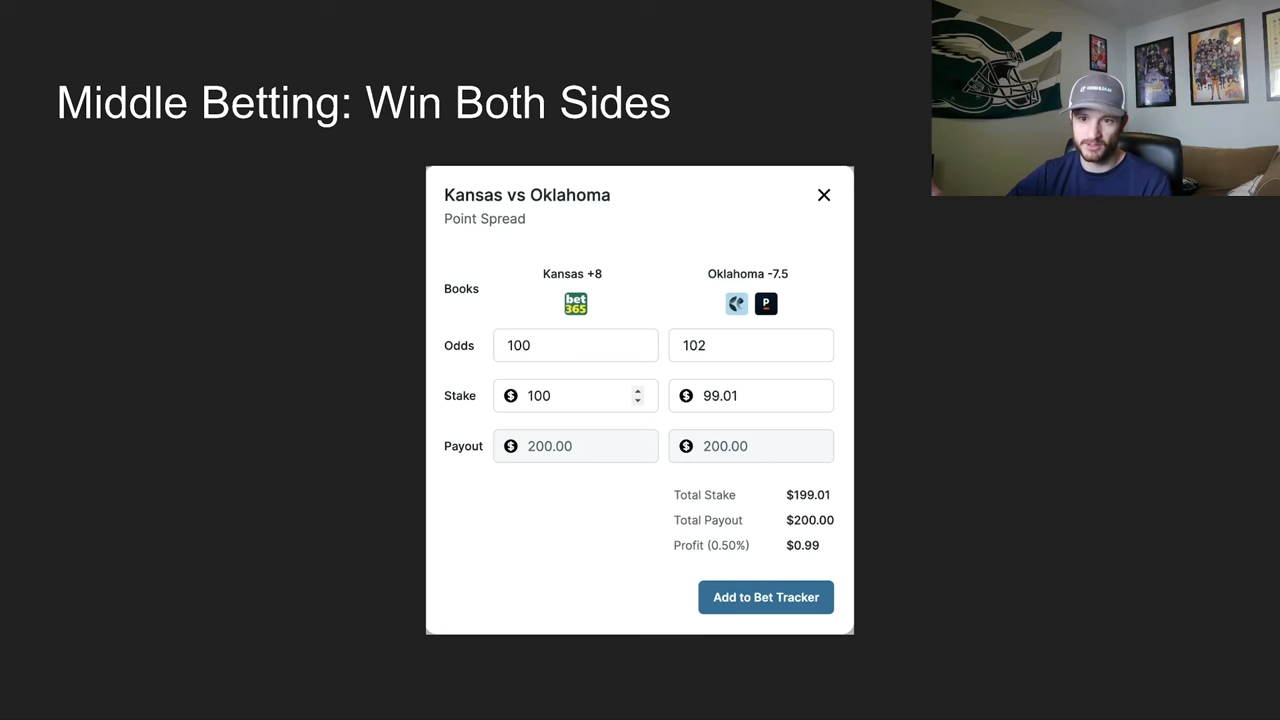 Middle Betting: Win Both Sides
Kansas vs Oklahoma
Point Spread
Books
Kansas +8
Oklahoma -7.5
bet
365
P
Odds
100
102
Stake
$ 100
$ 99.01
Payout
$ 200.00
$ 200.00
Total Stake $199.01
Total Payout $200.00
Profit (0.50%) $0.99
Add to Bet Tracker